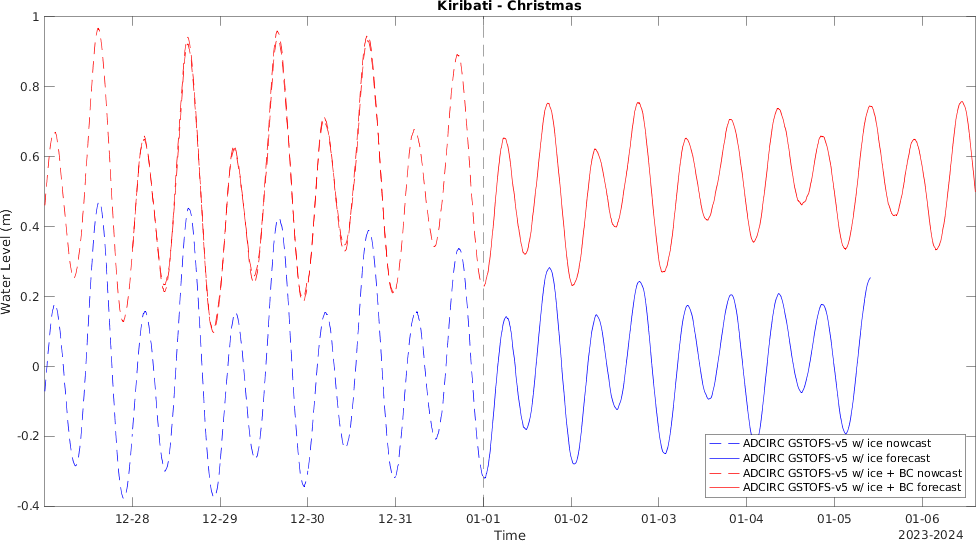 Kiribati - Christmas
Water Level (m)
1
0.8
0.6
0.4
0.2
0
-0.2
-0.4
ADCIRC GSTOFS-v5 w/ ice nowcast
ADCIRC GSTOFS-v5 w/ ice forecast
ADCIRC GSTOFS-v5 w/ ice + BC nowcast
ADCIRC GSTOFS-v5 w/ ice + BC forecast
12-28 12-29 12-30 12-31 01-01 01-02 01-03 01-04 01-05 01-06
Time
2023-2024